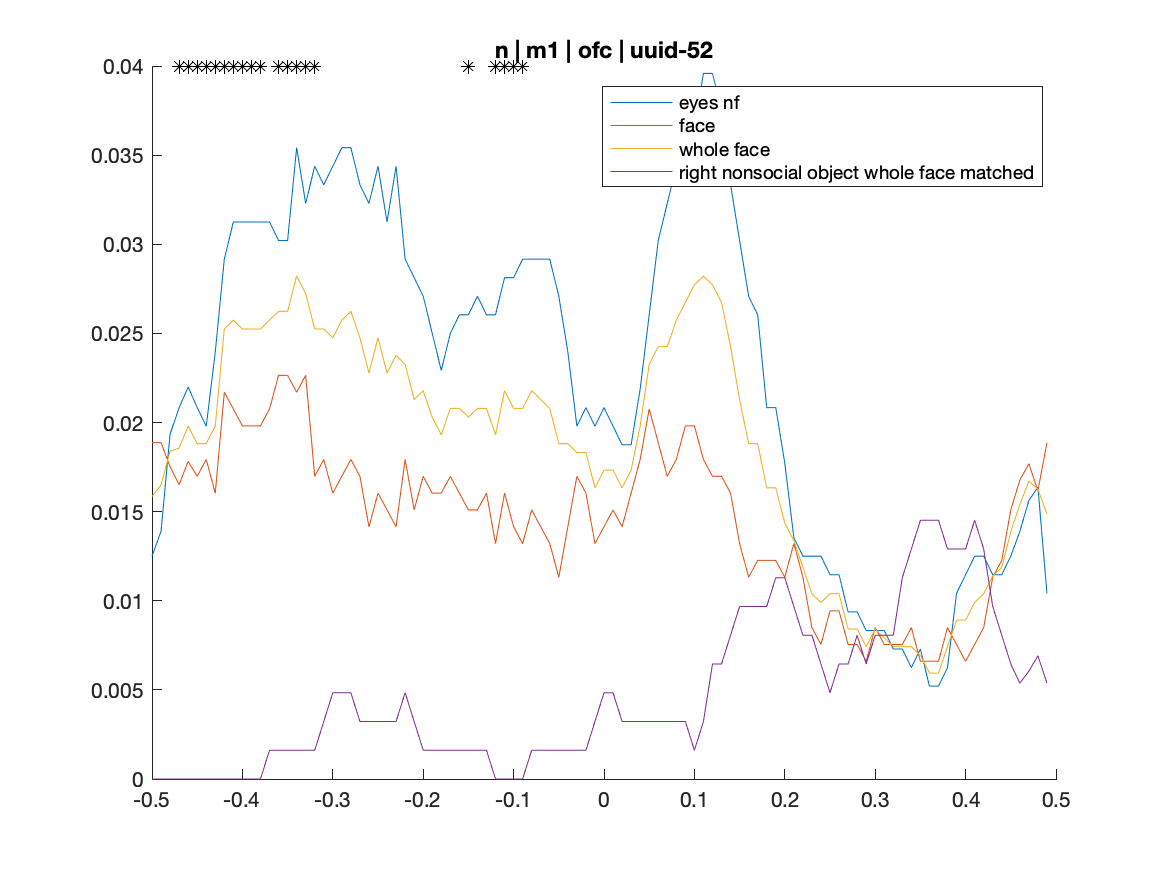 n | m1 | ofc | uuid-52
0.04
0.035
0.03
0.025
0.02
0.015
0.01
0.005
0
eyes nf
face
whole face
right nonsocial object whole face matched
-0.5 -0.4 -0.3 -0.2 -0.1 0 0.1 0.2 0.3 0.4 0.5